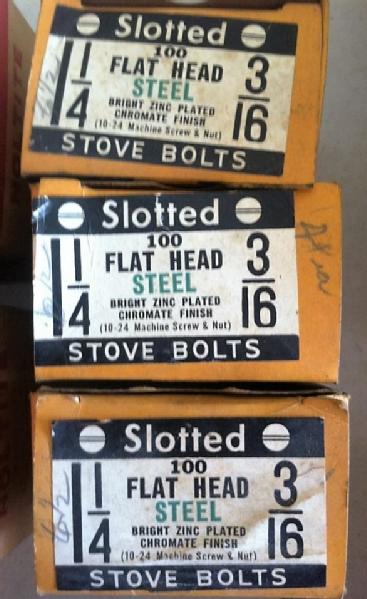 Slotted
100
1 1/4 FLAT HEAD 3/16
STEEL
BRIGHT ZINC PLATED
CHROMATE FINISH
(10-24 Machine Screw & Nut)
STOVE BOLTS
Slotted
100
1 1/4 FLAT HEAD 3/16
STEEL
BRIGHT ZINC PLATED
CHROMATE FINISH
(10-24 Machine Screw & Nut)
STOVE BOLTS
Slotted
100
1 1/4 FLAT HEAD 3/16
STEEL
BRIGHT ZINC PLATED
CHROMATE FINISH
(10-24 Machine Screw & Nut)
STOVE BOLTS